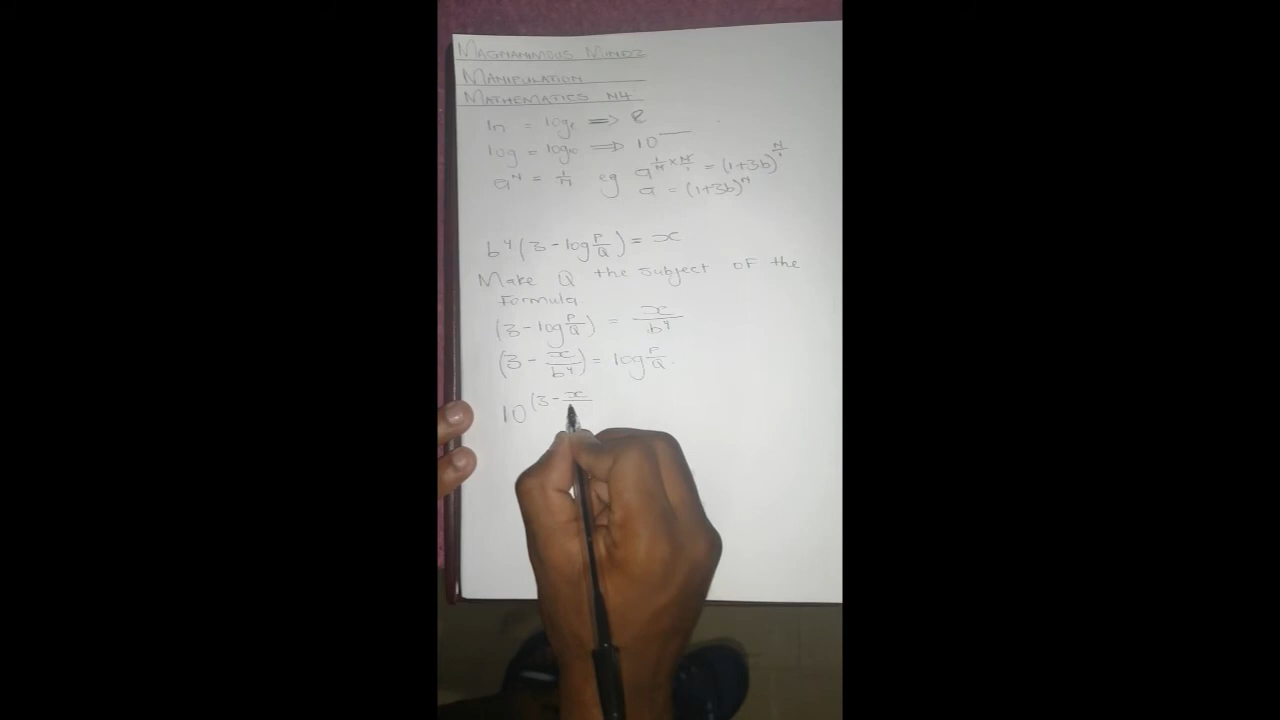 MAGNANIMOUS MINDZ
MANIPULATION
MATHEMATICS N4
ln = logₑ ⇒ e
log = log₁₀ ⇒ 10
aᴺ = 1/N eg a^(1/N × N/1) = (1+3b)^(N/1)
a = (1+3b)ᴺ
b⁴(3 - log P/Q) = x
Make Q the subject of the
Formula
(3 - log P/Q) = x/b⁴
(3 - x/b⁴) = log P/Q.
10^(3 - x